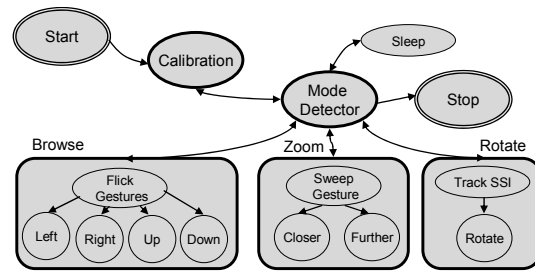 Start
Calibration
Sleep
Mode
Detector
Stop
Browse
Zoom
Rotate
Flick
Gestures
Left
Right
Up
Down
Sweep
Gesture
Closer
Further
Track SSI
Rotate